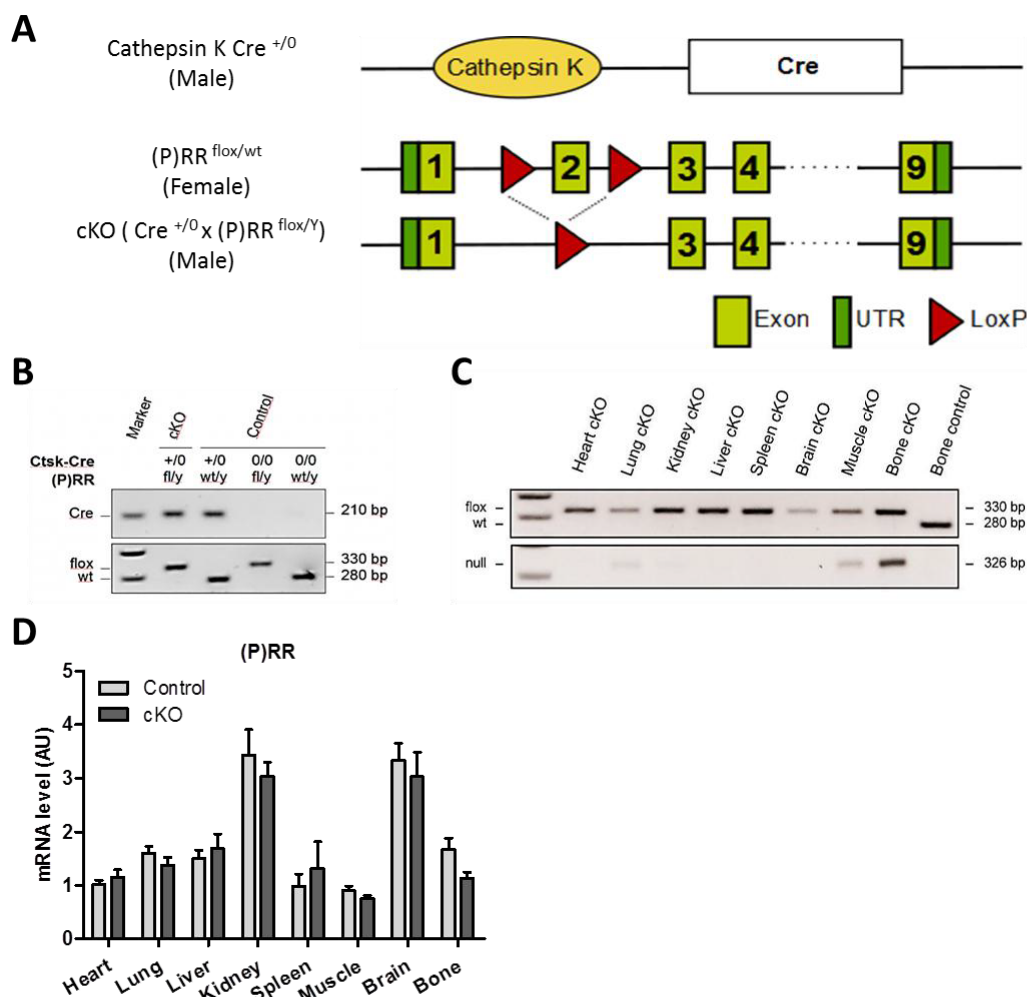 A
Cathepsin K Cre +/0
(Male)
Cathepsin K
Cre
(P)RR flox/wt
(Female)
1
2
3
4
9
cKO ( Cre +/0 x (P)RR flox/Y)
(Male)
1
3
4
9
Exon
UTR
LoxP
B
Marker
cKO
Control
Ctsk-Cre +/0 +/0 0/0 0/0
(P)RR fl/y wt/y fl/y wt/y
Cre
210 bp
flox
330 bp
wt
280 bp
C
Heart cKO
Lung cKO
Kidney cKO
Liver cKO
Spleen cKO
Brain cKO
Muscle cKO
Bone cKO
Bone control
flox
330 bp
wt
280 bp
null
326 bp
D
(P)RR
Control
cKO
mRNA level (AU)
5
4
3
2
1
0
Heart
Lung
Liver
Kidney
Spleen
Muscle
Brain
Bone